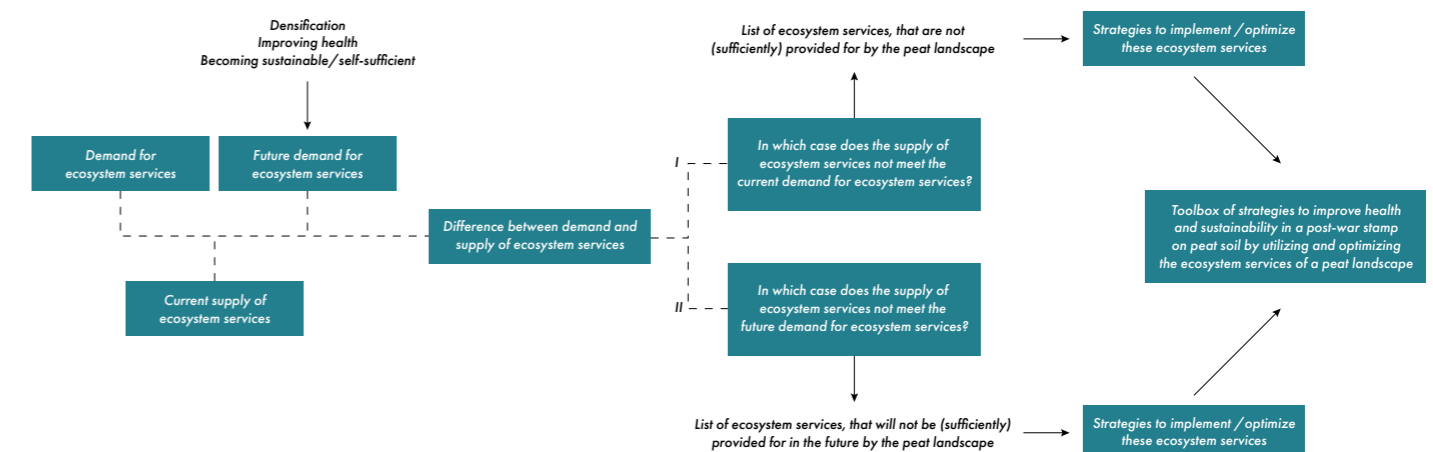 Densification
Improving health
Becoming sustainable/self-sufficient
Demand for
ecosystem services
Future demand for
ecosystem services
Current supply of
ecosystem services
Difference between demand and
supply of ecosystem services
I
In which case does the supply of
ecosystem services not meet the
current demand for ecosystem services?
II
In which case does the supply of
ecosystem services not meet the
future demand for ecosystem services?
List of ecosystem services, that are not
(sufficiently) provided for by the peat landscape
List of ecosystem services, that will not be (sufficiently)
provided for in the future by the peat landscape
Strategies to implement /optimize
these ecosystem services
Strategies to implement /optimize
these ecosystem services
Toolbox of strategies to improve health
and sustainability in a post-war stamp
on peat soil by utilizing and optimizing
the ecosystem services of a peat landscape